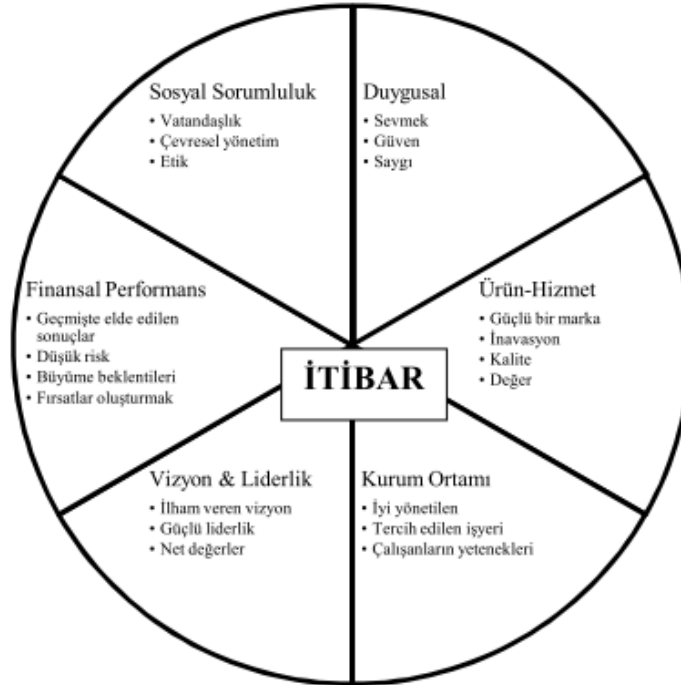 Sosyal Sorumluluk
• Vatandaşlık
• Çevresel yönetim
• Etik
Duygusal
• Sevmek
• Güven
• Saygı
Finansal Performans
• Geçmişte elde edilen
sonuçlar
• Düşük risk
• Büyüme beklentileri
• Fırsatlar oluşturmak
Ürün-Hizmet
• Güçlü bir marka
• İnavasyon
• Kalite
• Değer
İTİBAR
Vizyon & Liderlik
• İlham veren vizyon
• Güçlü liderlik
• Net değerler
Kurum Ortamı
• İyi yönetilen
• Tercih edilen işyeri
• Çalışanların yetenekleri